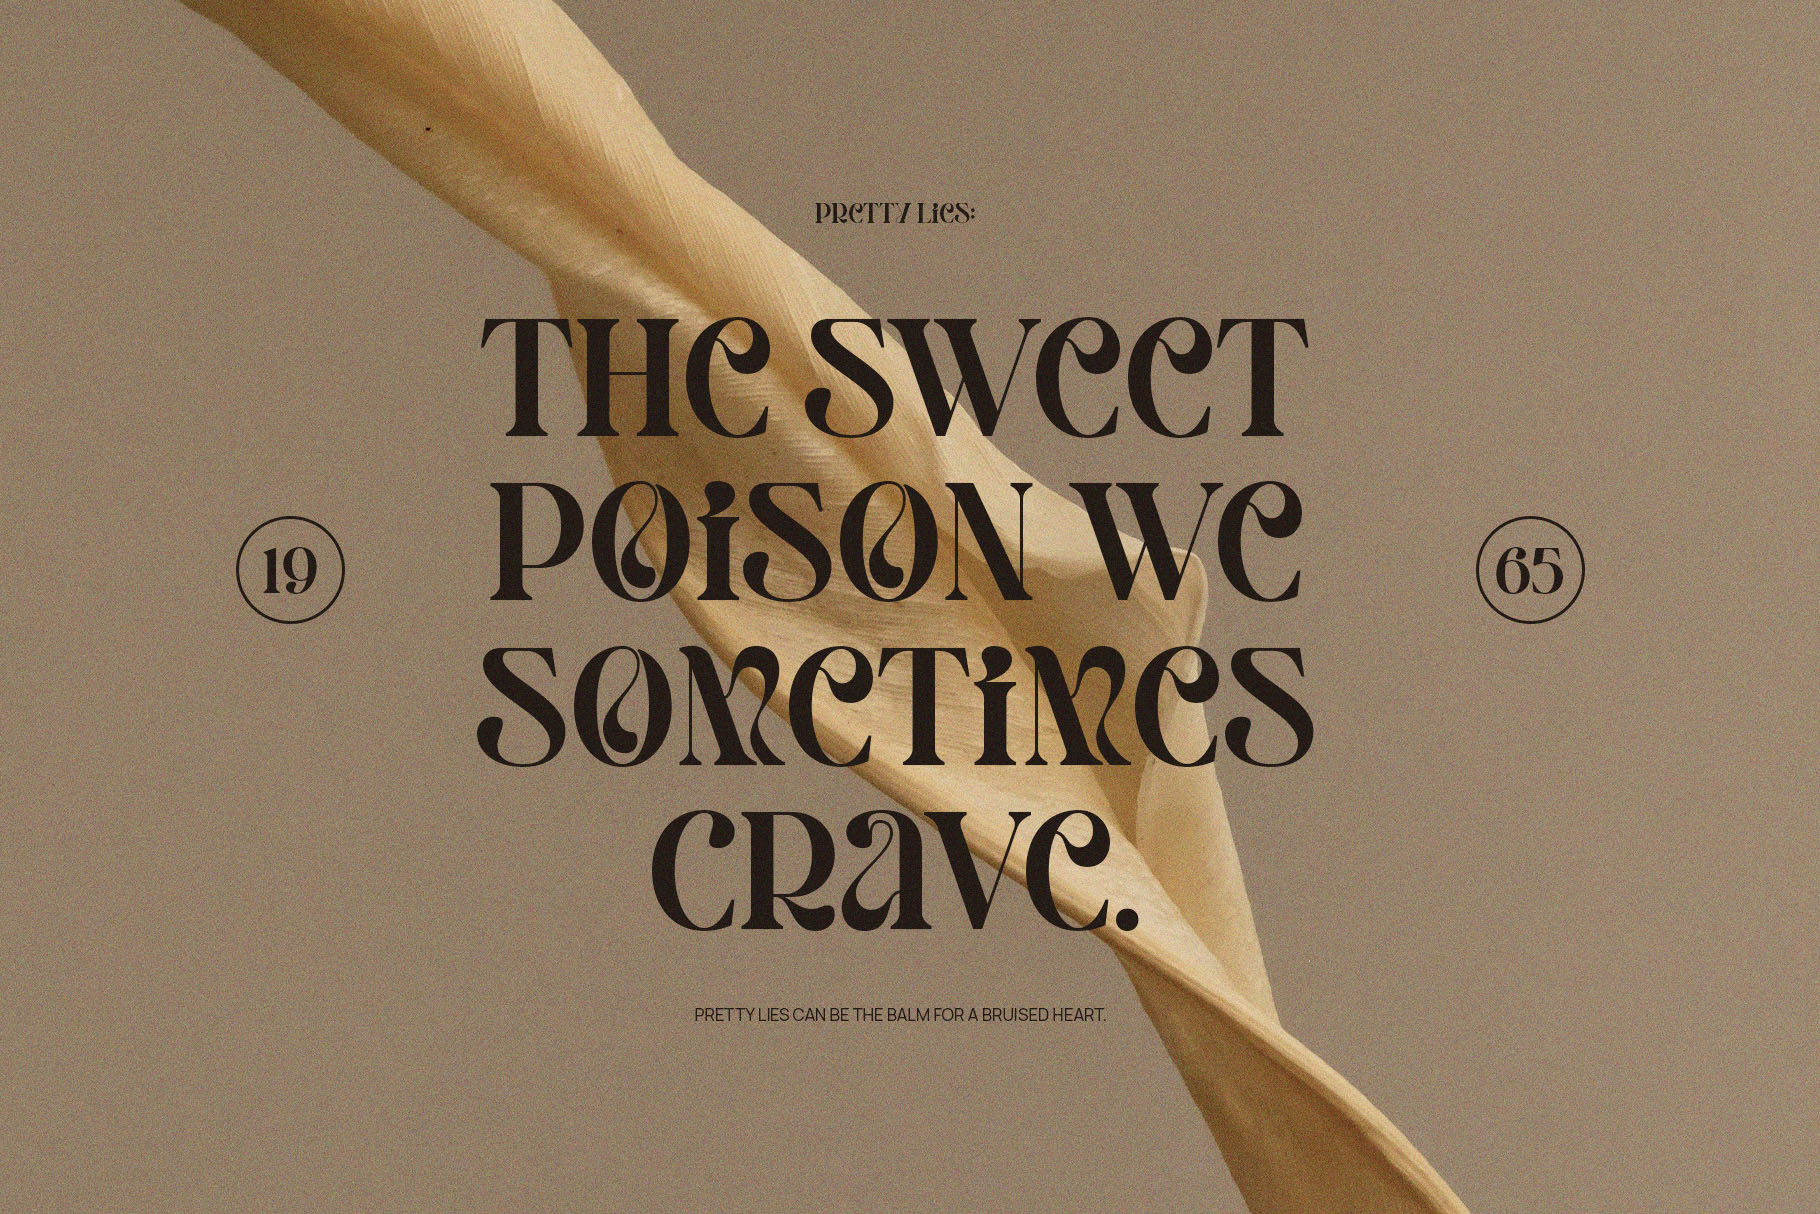 PRETTY LiES:
THE SWEET
POiSON WE
19
65
SOMETiMES
CRaVE.
PRETTY LIES CAN BE THE BALM FOR A BRUISED HEART.